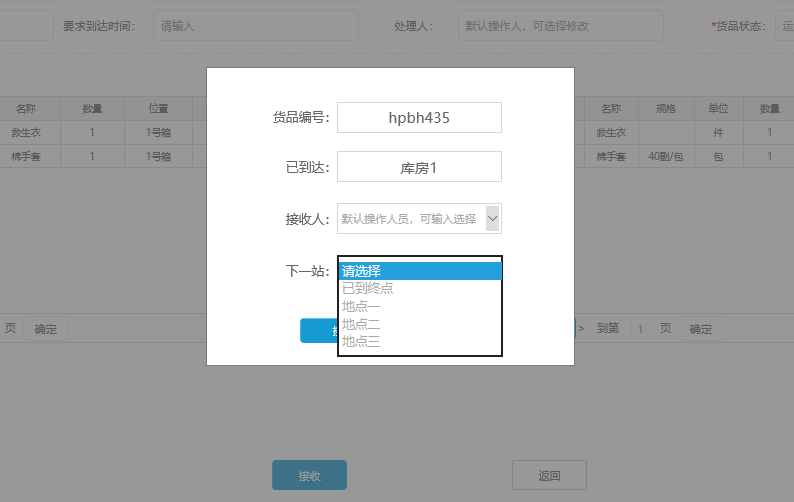 要求到达时间： 请输入 处理人： 默认操作人，可选择修改 *货品状态： 运
货品编号： hpbh435
名称 数量 位置 名称 规格 单位 数量
救生衣 1 1号箱 救生衣 件 1
棉手套 1 1号箱 棉手套 40副/包 包 1
已到达： 库房1
接收人： 默认操作人员，可输入选择
下一站： 请选择
已到终点
地点一
地点二
地点三
页 确定 > 到第 1 页 确定
接收 返回